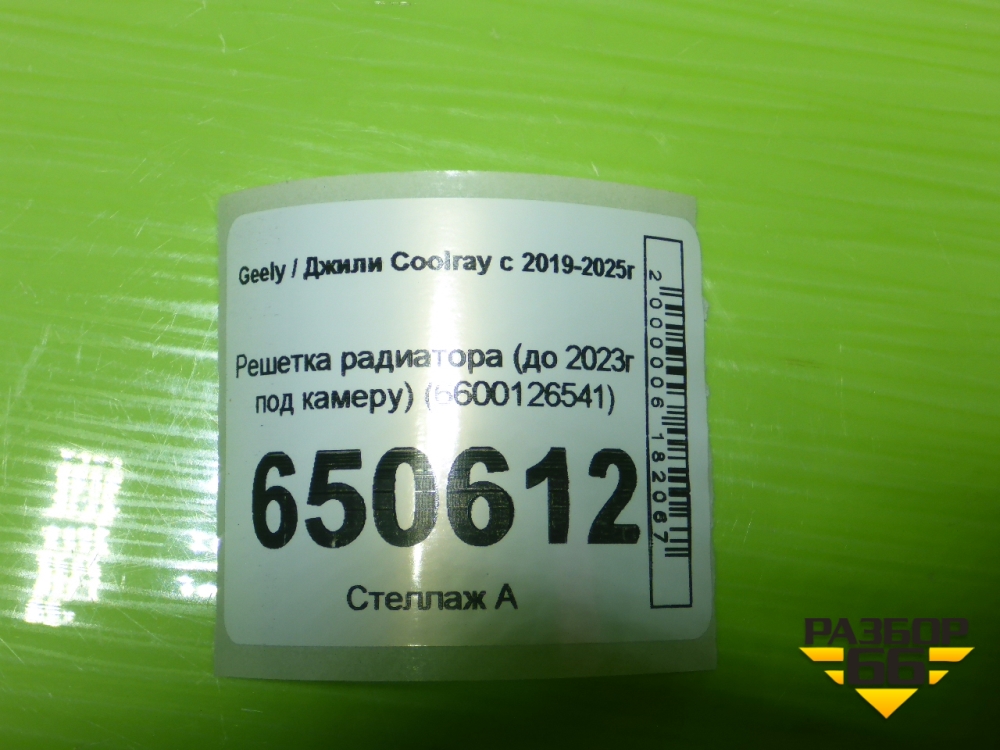 Geely / Джили Coolray с 2019-2025г
Решетка радиатора (до 2023г
под камеру) (6600126541)
650612
Стеллаж А
2000006182067
РАЗБОР
66